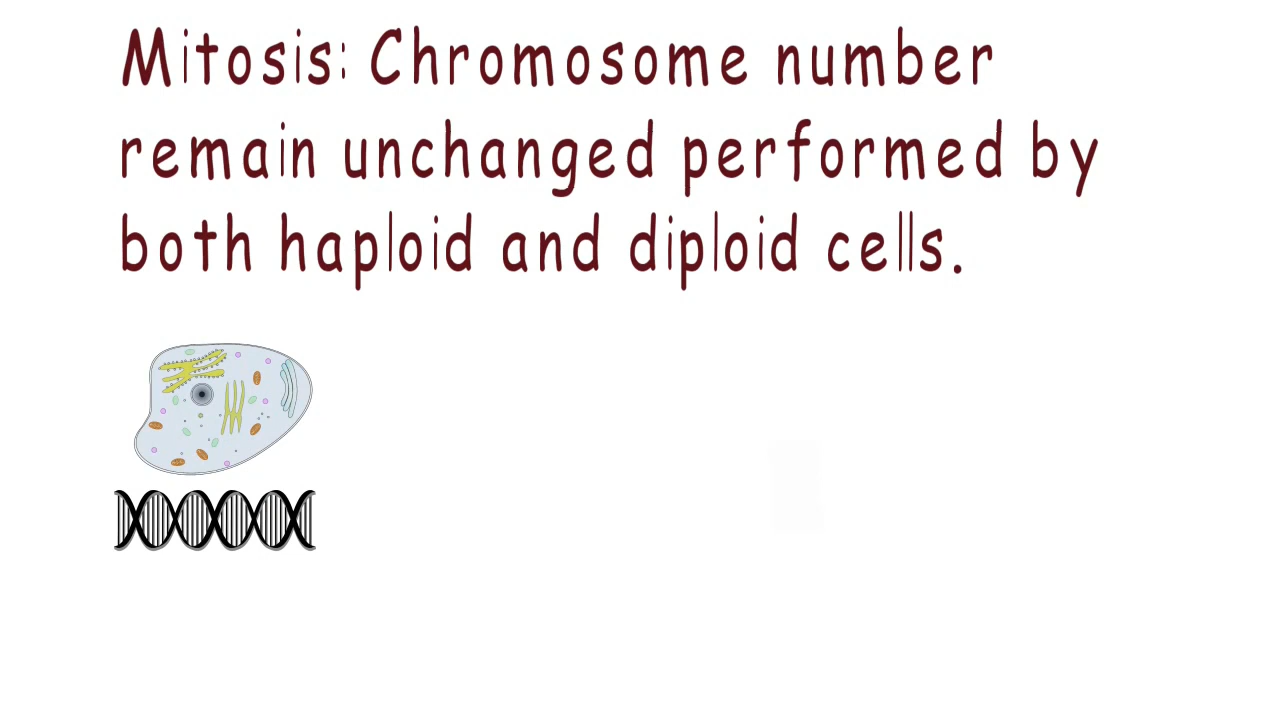 Mitosis: Chromosome number
remain unchanged performed by
both haploid and diploid cells.